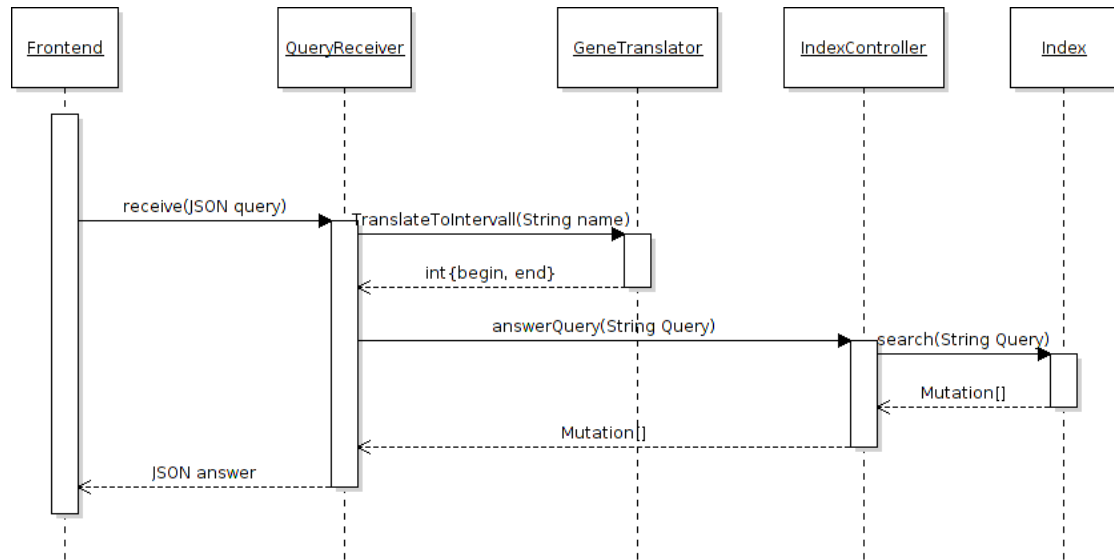 Frontend
QueryReceiver
GeneTranslator
IndexController
Index
receive(JSON query)
TranslateToIntervall(String name)
int{begin, end}
answerQuery(String Query)
search(String Query)
Mutation[]
Mutation[]
JSON answer